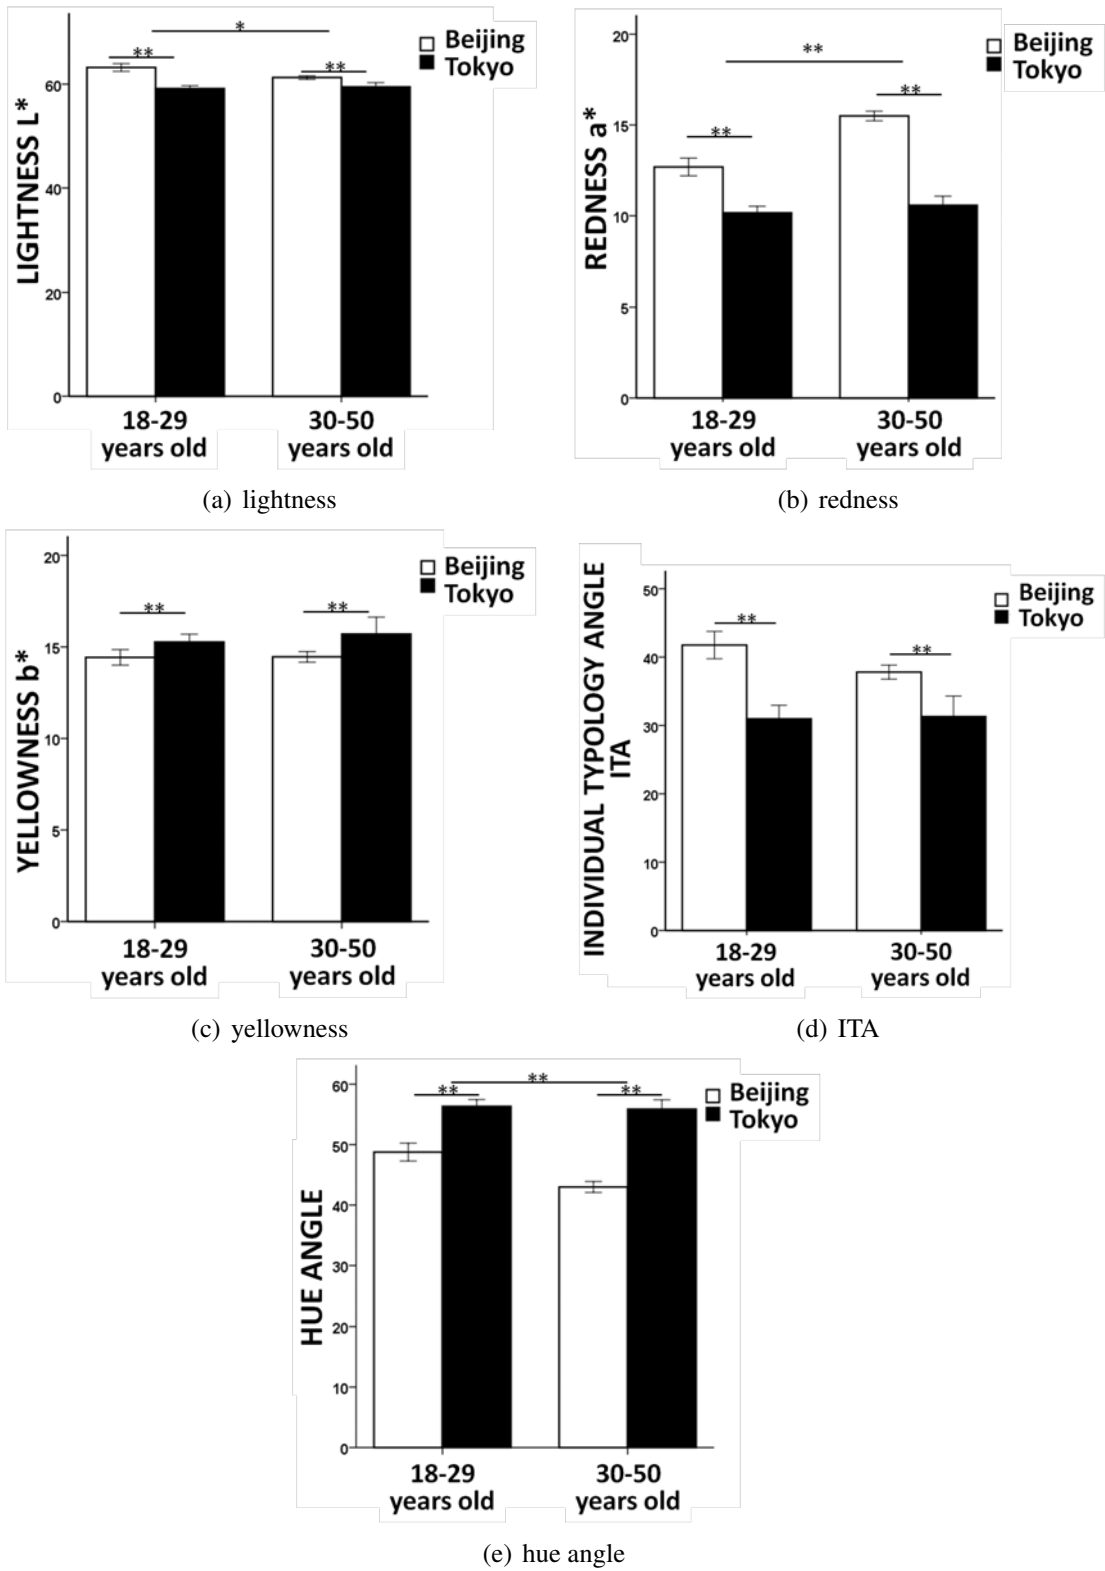 *
**
**
Beijing
Tokyo
LIGHTNESS L*
60
40
20
0
18-29
years old
30-50
years old
(a) lightness
**
**
**
Beijing
Tokyo
REDNESS a*
20
15
10
5
0
18-29
years old
30-50
years old
(b) redness
**
**
Beijing
Tokyo
YELLOWNESS b*
20
15
10
5
0
18-29
years old
30-50
years old
(c) yellowness
**
**
Beijing
Tokyo
INDIVIDUAL TYPOLOGY ANGLE
ITA
50
40
30
20
10
0
18-29
years old
30-50
years old
(d) ITA
**
**
**
Beijing
Tokyo
HUE ANGLE
60
50
40
30
20
10
0
18-29
years old
30-50
years old
(e) hue angle